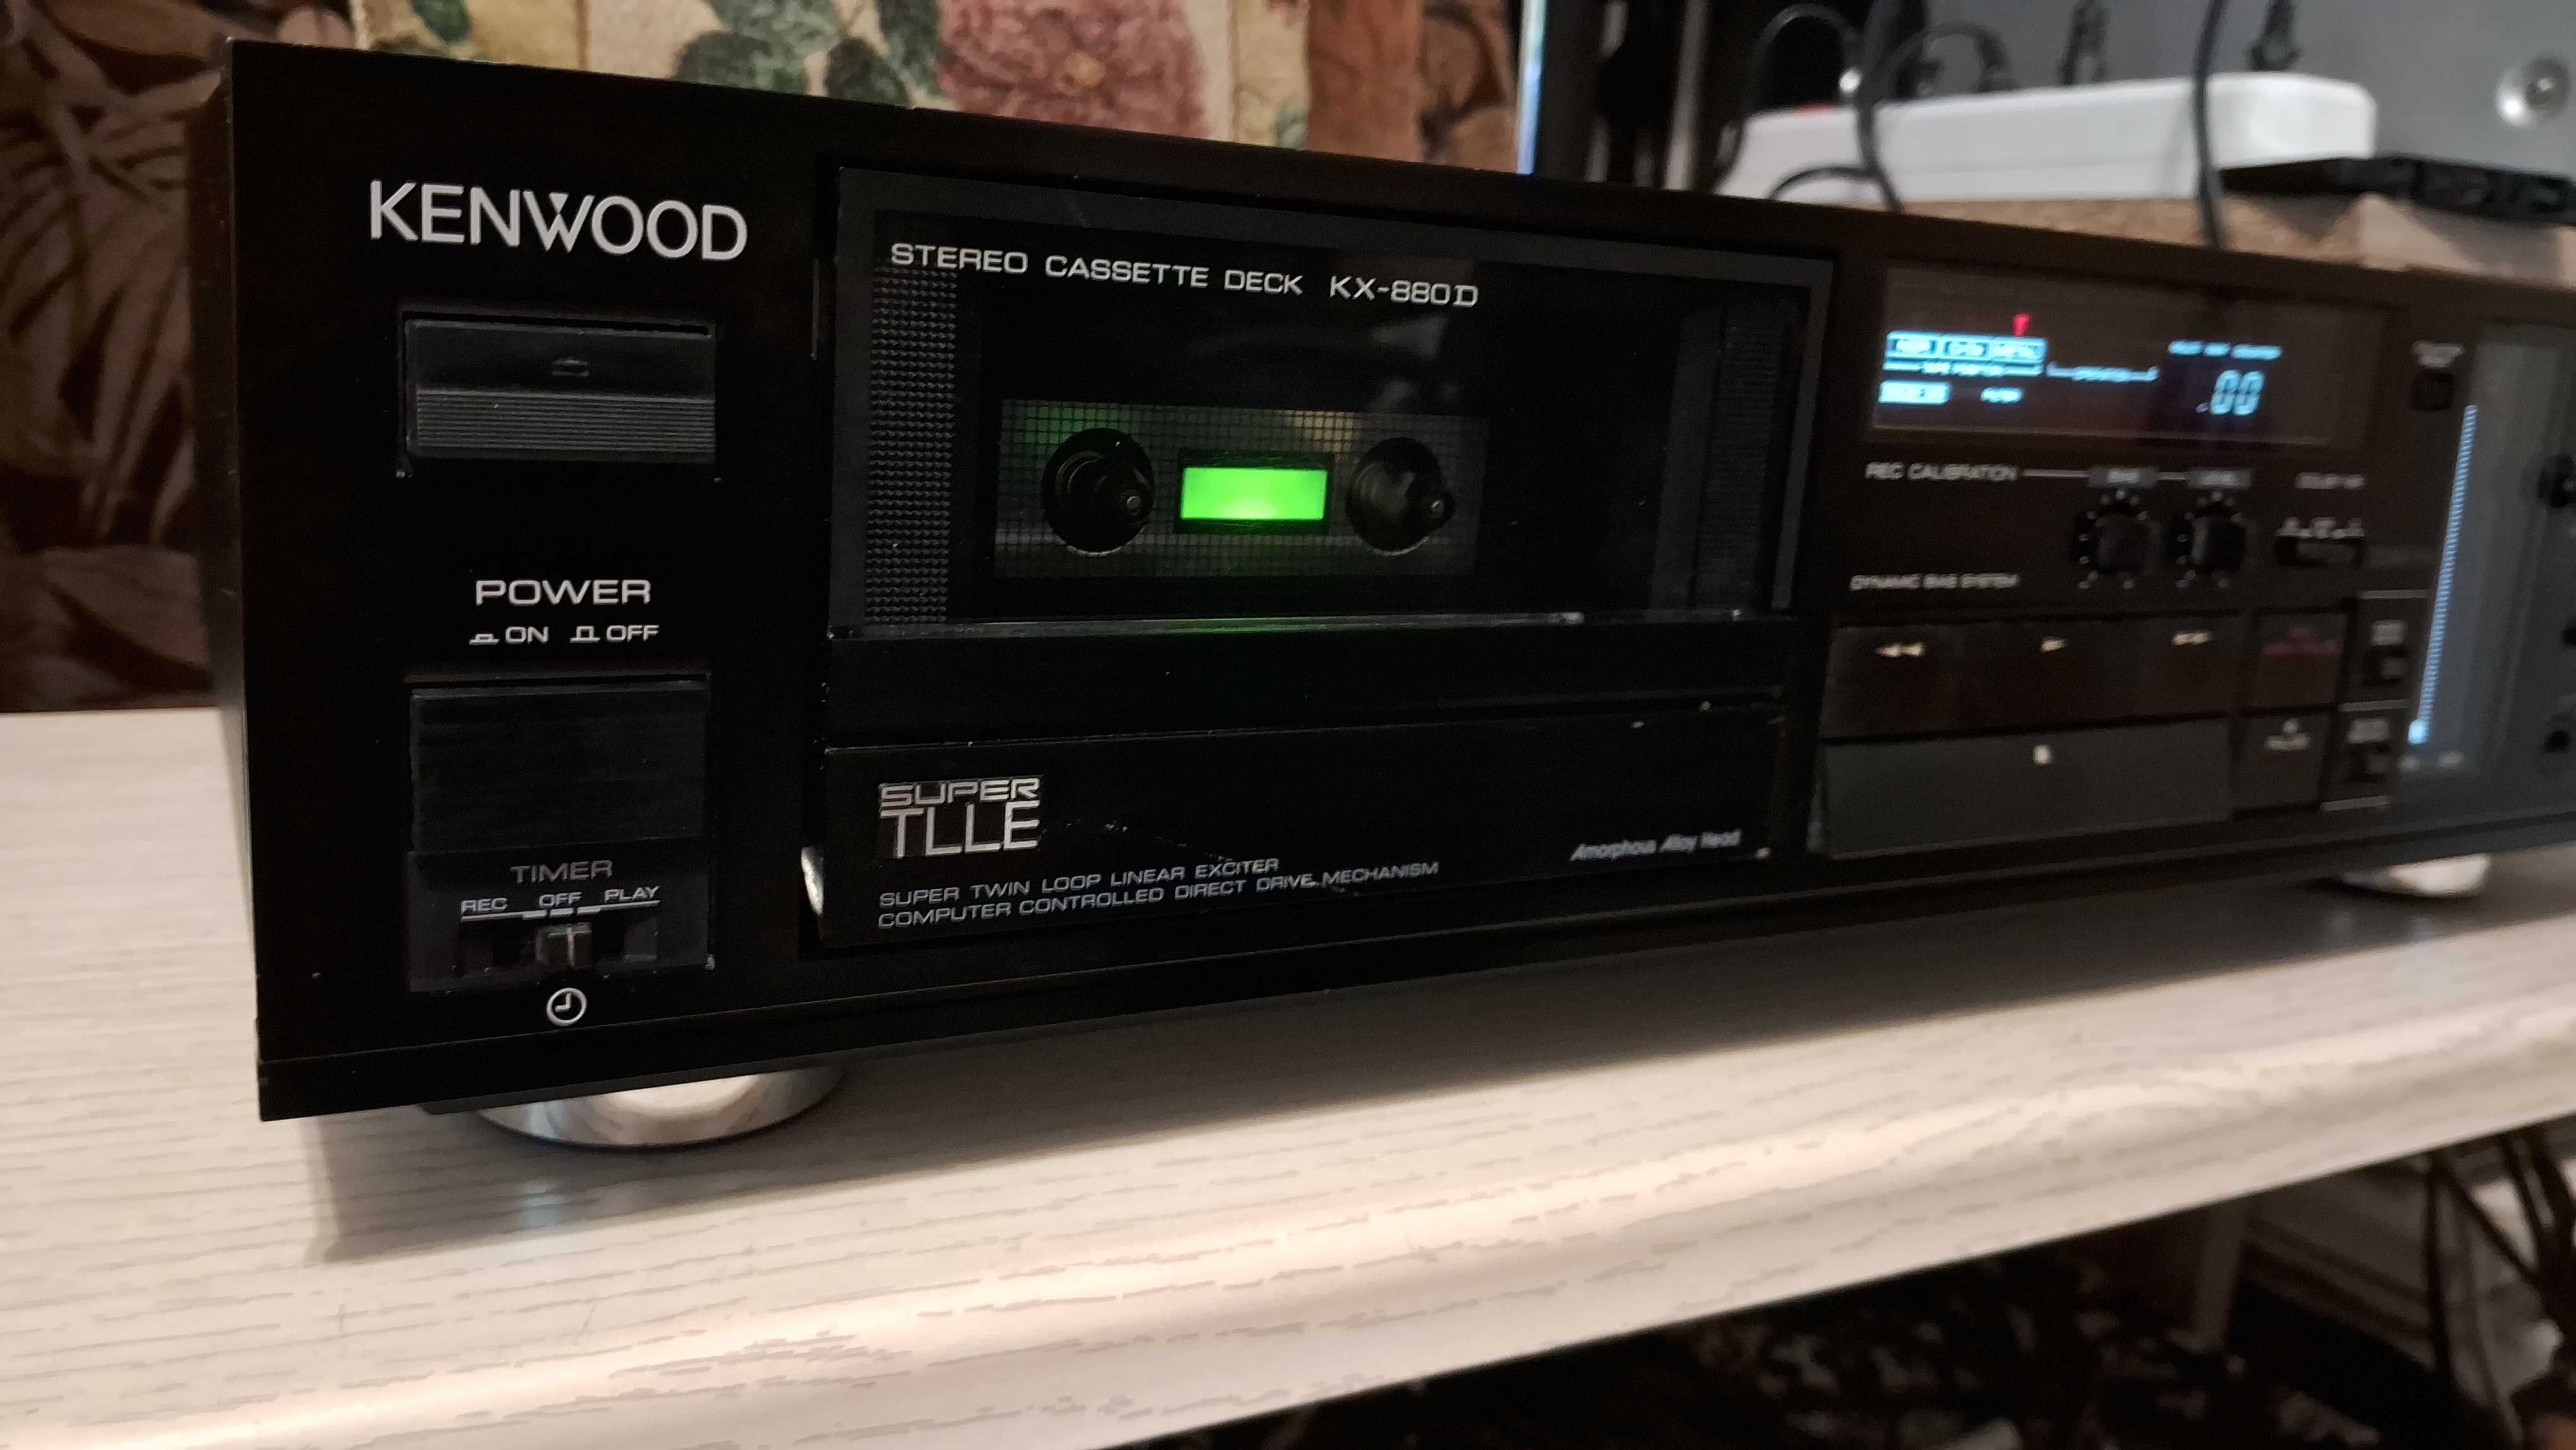 KENWOOD
STEREO CASSETTE DECK KX-880D
POWER
ON OFF
TIMER
REC OFF PLAY
SUPER
TLLE
SUPER TWIN LOOP LINEAR EXCITER
COMPUTER CONTROLLED DIRECT DRIVE MECHANISM
Amorphous Alloy Head
00
REC CALIBRATION
DYNAMIC BIAS SYSTEM